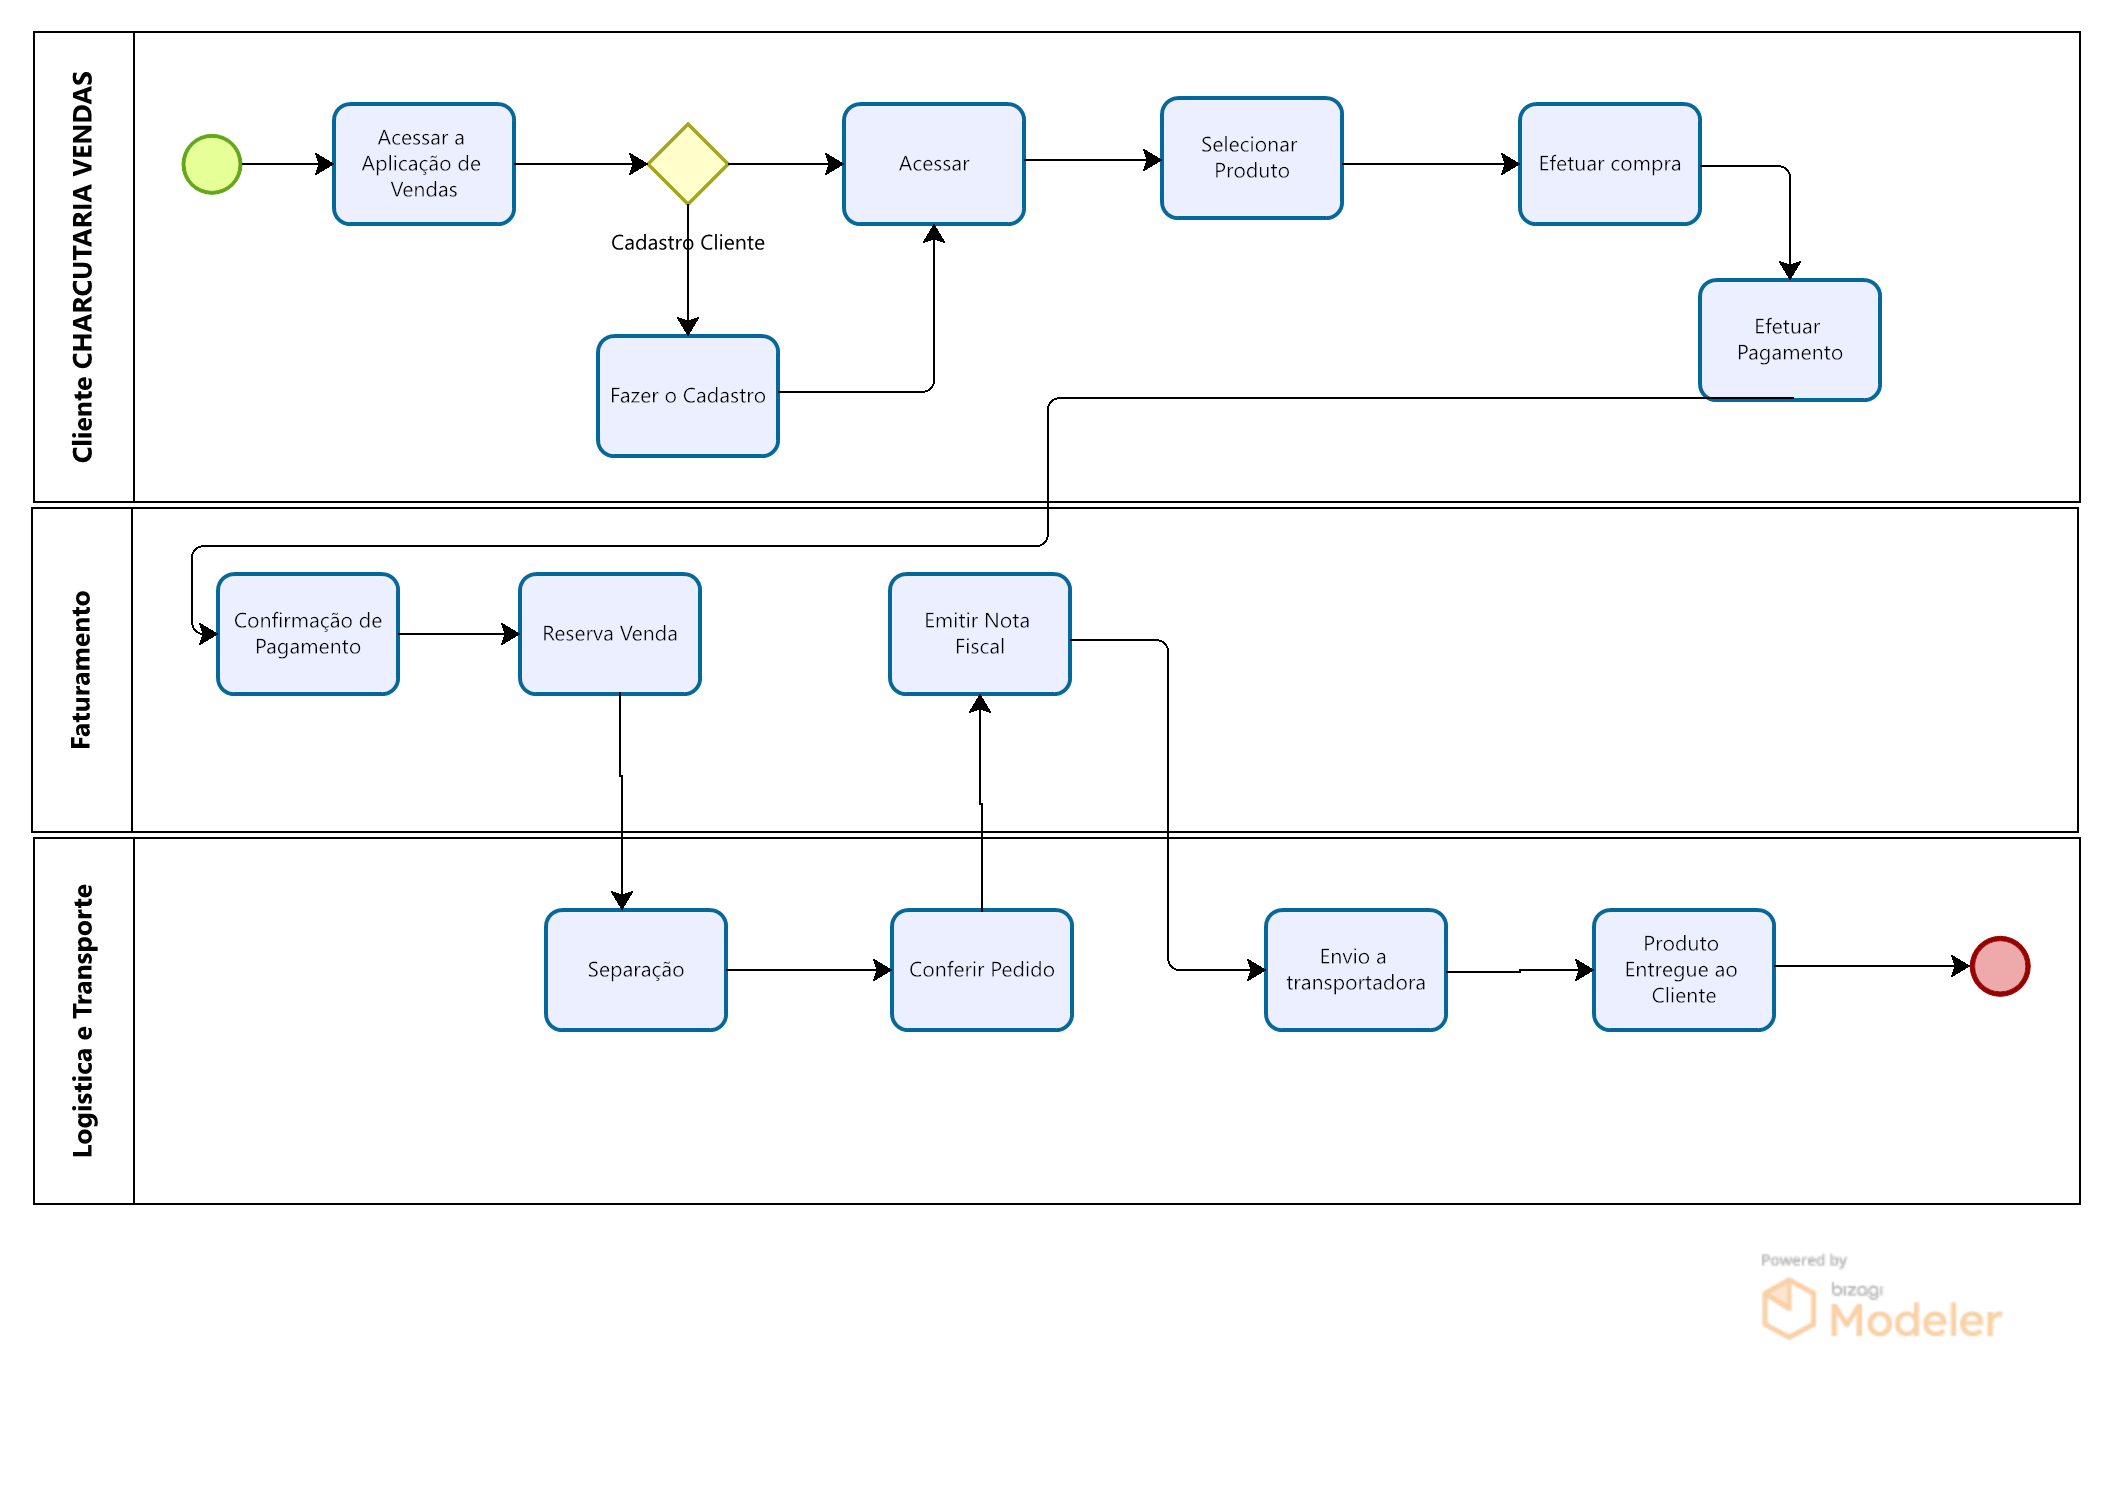 Cliente CHARCUTARIA VENDAS
Acessar a
Aplicação de
Vendas
Cadastro Cliente
Fazer o Cadastro
Acessar
Selecionar
Produto
Efetuar compra
Efetuar
Pagamento
Faturamento
Confirmação de
Pagamento
Reserva Venda
Emitir Nota
Fiscal
Logistica e Transporte
Separação
Conferir Pedido
Envio a
transportadora
Produto
Entregue ao
Cliente
Powered by
bizagi
Modeler